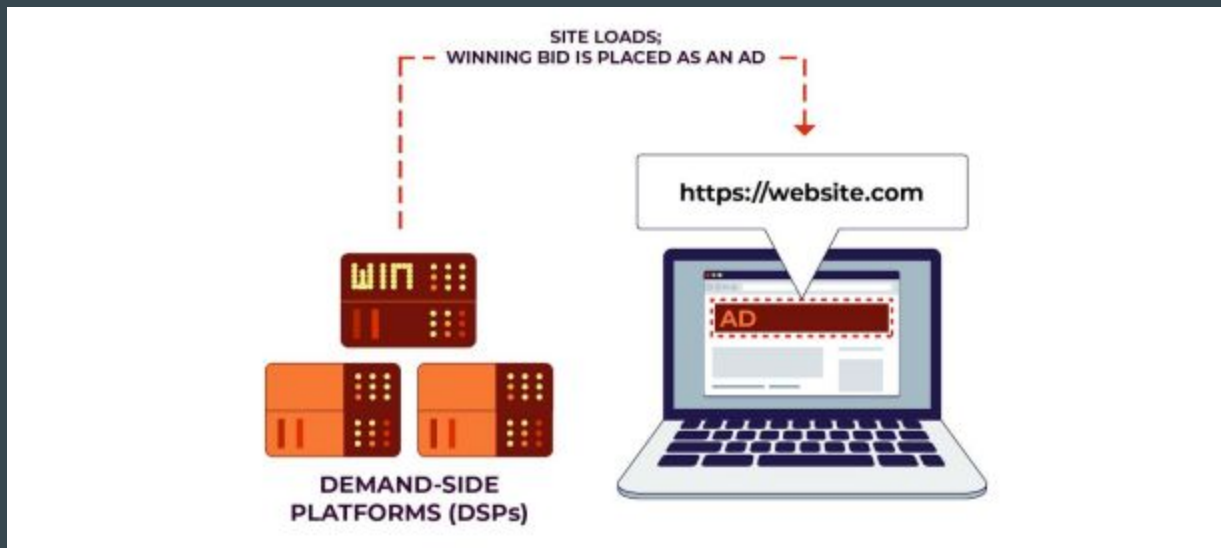 SITE LOADS;
WINNING BID IS PLACED AS AN AD
https://website.com
WIN
AD
DEMAND-SIDE
PLATFORMS (DSPs)